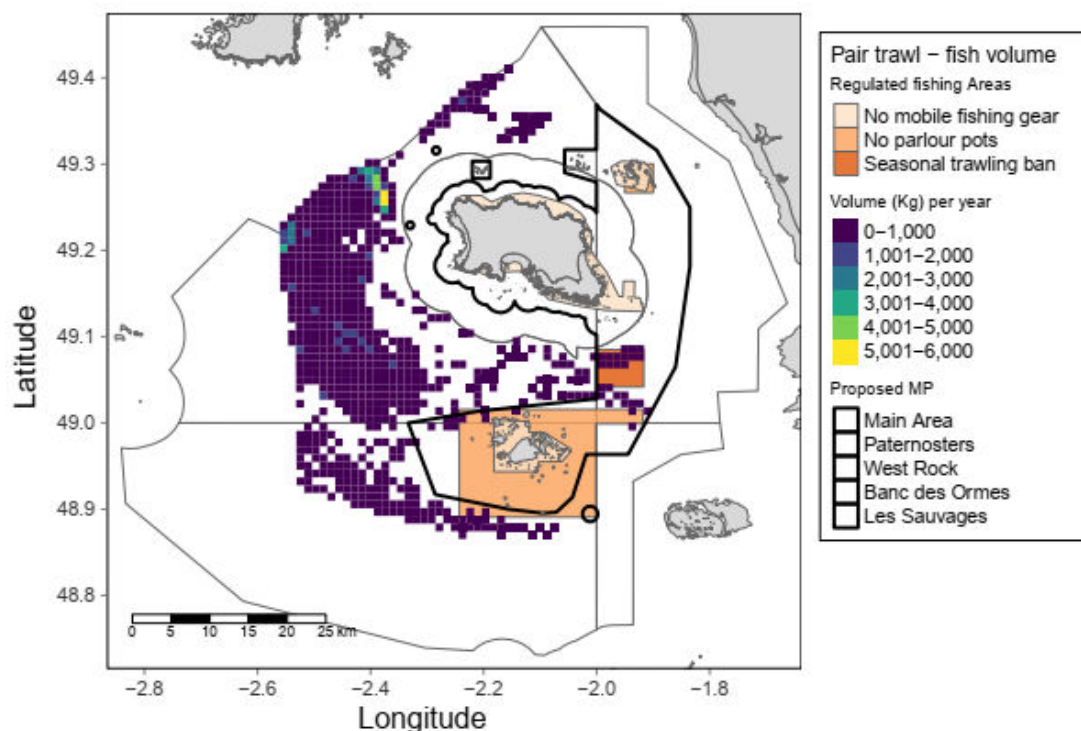 49.4
49.3
49.2
49.1
49.0
48.9
48.8
Latitude
0 5 10 15 20 25 km
−2.8 −2.6 −2.4 −2.2 −2.0 −1.8
Longitude
Pair trawl − fish volume
Regulated fishing Areas
No mobile fishing gear
No parlour pots
Seasonal trawling ban
Volume (Kg) per year
0−1,000
1,001−2,000
2,001−3,000
3,001−4,000
4,001−5,000
5,001−6,000
Proposed MP
Main Area
Paternosters
West Rock
Banc des Ormes
Les Sauvages